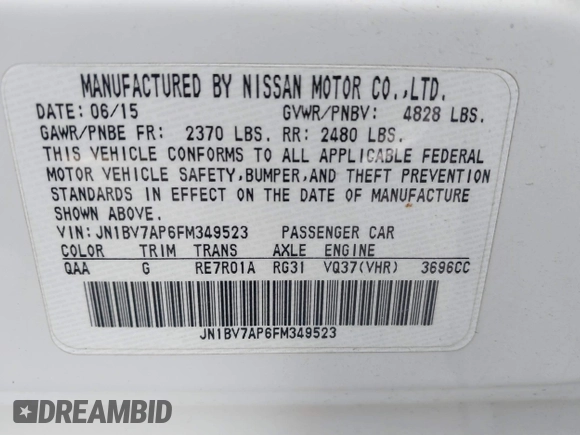 MANUFACTURED BY NISSAN MOTOR CO.,LTD.
DATE: 06/15 GVWR/PNBV: 4828 LBS.
GAWR/PNBE FR: 2370 LBS. RR: 2480 LBS.
THIS VEHICLE CONFORMS TO ALL APPLICABLE FEDERAL
MOTOR VEHICLE SAFETY,BUMPER,AND THEFT PREVENTION
STANDARDS IN EFFECT ON THE DATE OF MANUFACTURE
SHOWN ABOVE.
VIN: JN1BV7AP6FM349523 PASSENGER CAR
COLOR TRIM TRANS AXLE ENGINE
QAA G RE7R01A RG31 VQ37(VHR) 3696CC
JN1BV7AP6FM349523
DREAMBID